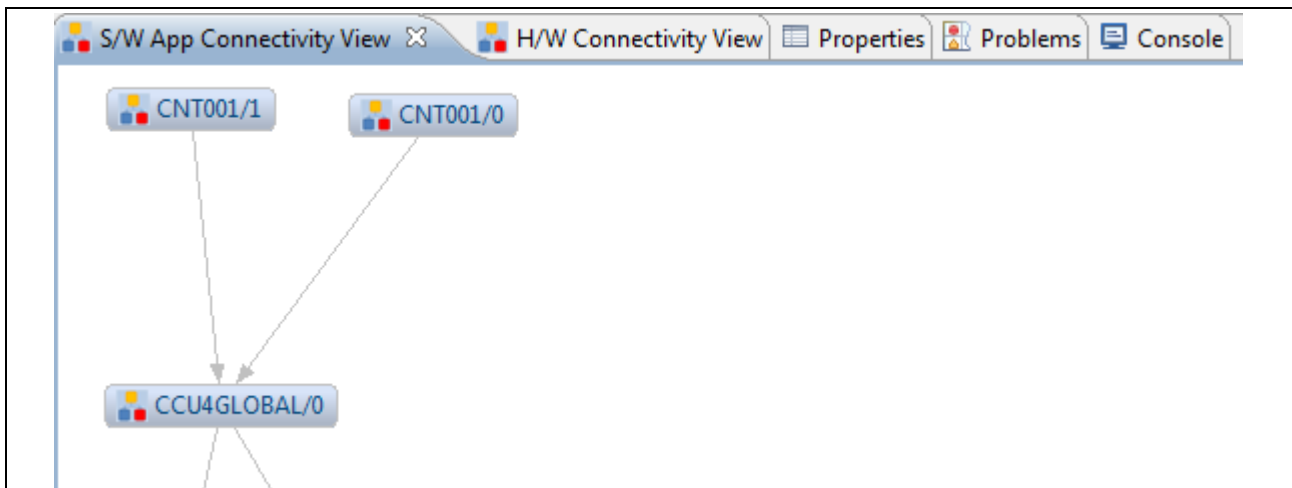 S/W App Connectivity View H/W Connectivity View Properties Problems Console
CNT001/1 CNT001/0
CCU4GLOBAL/0